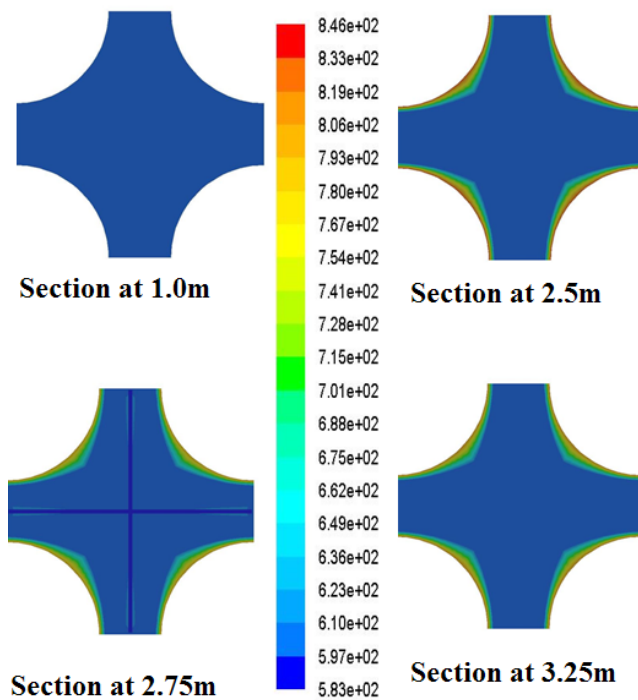 8.46e+02
8.33e+02
8.19e+02
8.06e+02
7.93e+02
7.80e+02
7.67e+02
7.54e+02
7.41e+02
7.28e+02
7.15e+02
7.01e+02
6.88e+02
6.75e+02
6.62e+02
6.49e+02
6.36e+02
6.23e+02
6.10e+02
5.97e+02
5.83e+02
Section at 1.0m
Section at 2.5m
Section at 2.75m
Section at 3.25m